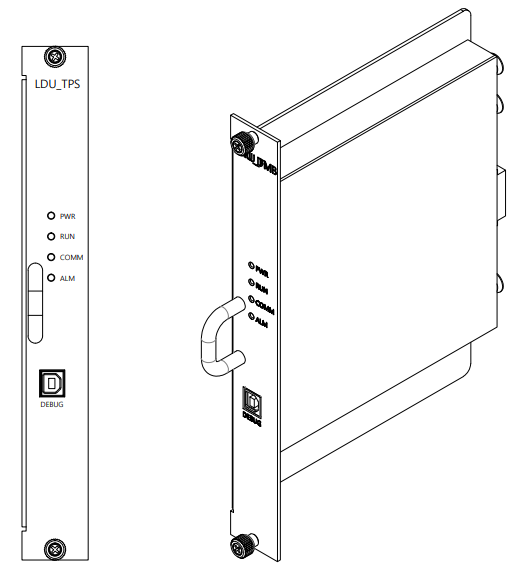 LDU_TPS
PWR
RUN
COMM
ALM
DEBUG
PWR
RUN
COMM
ALM
DEBUG